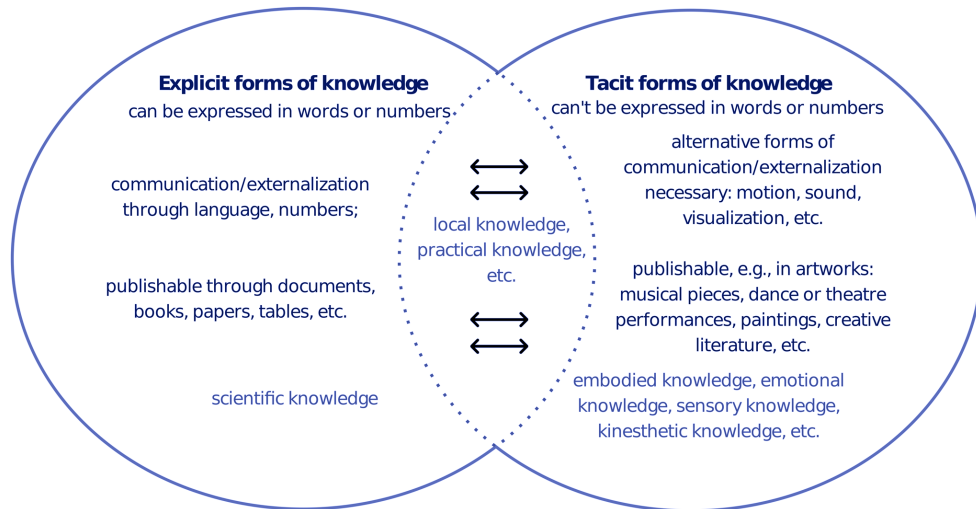 Explicit forms of knowledge
can be expressed in words or numbers
communication/externalization
through language, numbers;
publishable through documents,
books, papers, tables, etc.
scientific knowledge
local knowledge,
practical knowledge,
etc.
Tacit forms of knowledge
can't be expressed in words or numbers
alternative forms of
communication/externalization
necessary: motion, sound,
visualization, etc.
publishable, e.g., in artworks:
musical pieces, dance or theatre
performances, paintings, creative
literature, etc.
embodied knowledge, emotional
knowledge, sensory knowledge,
kinesthetic knowledge, etc.